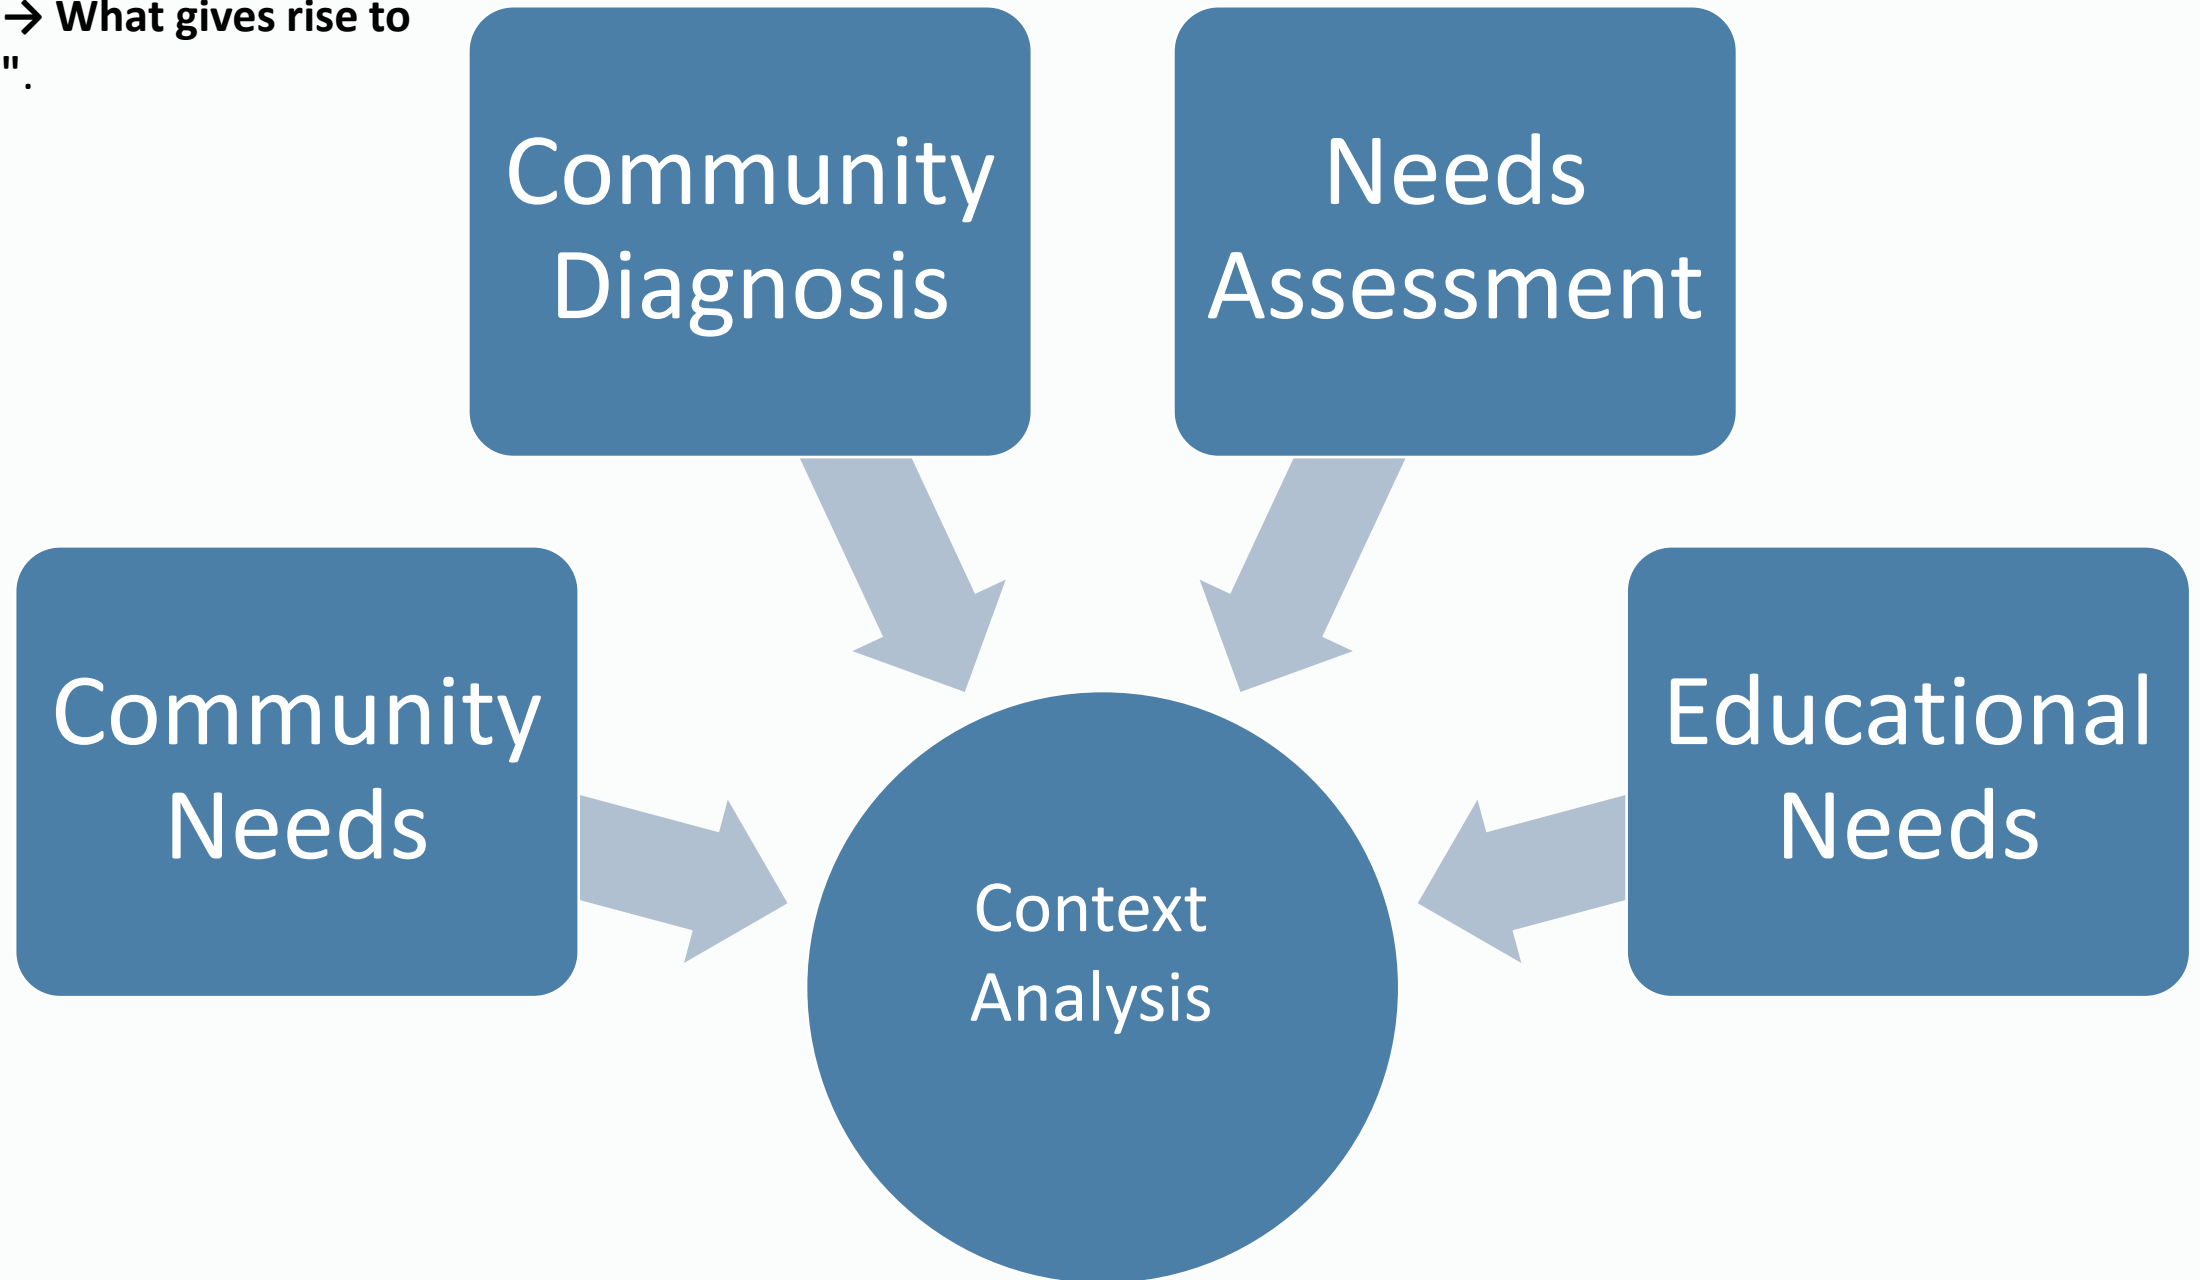 → What gives rise to
".
Community
Diagnosis
Needs
Assessment
Community
Needs
Educational
Needs
Context
Analysis